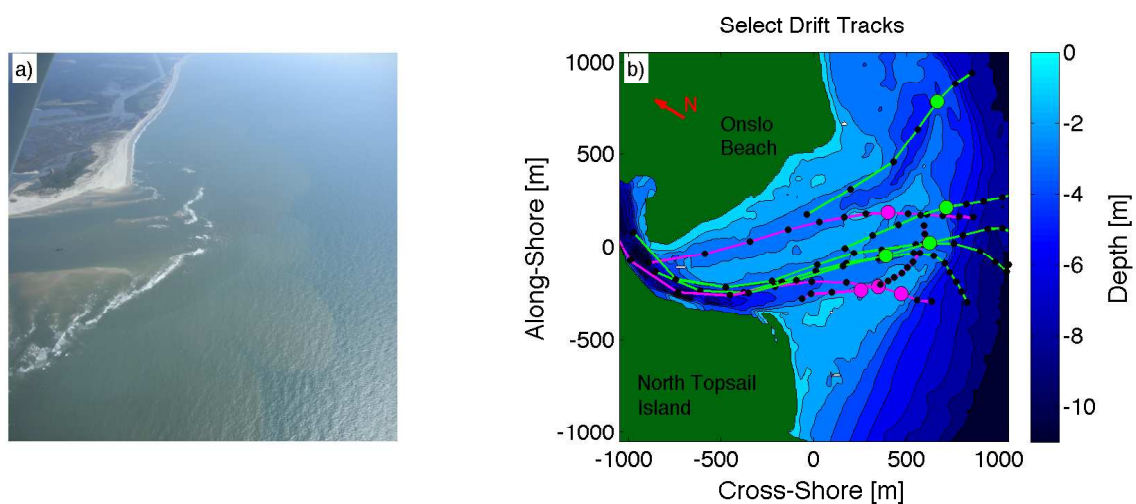 a)
Select Drift Tracks
b)
N
Onslo
Beach
North Topsail
Island
1000
500
0
-500
-1000
Along-Shore [m]
-1000
-500
0
500
1000
Cross-Shore [m]
0
-2
-4
-6
-8
-10
Depth [m]